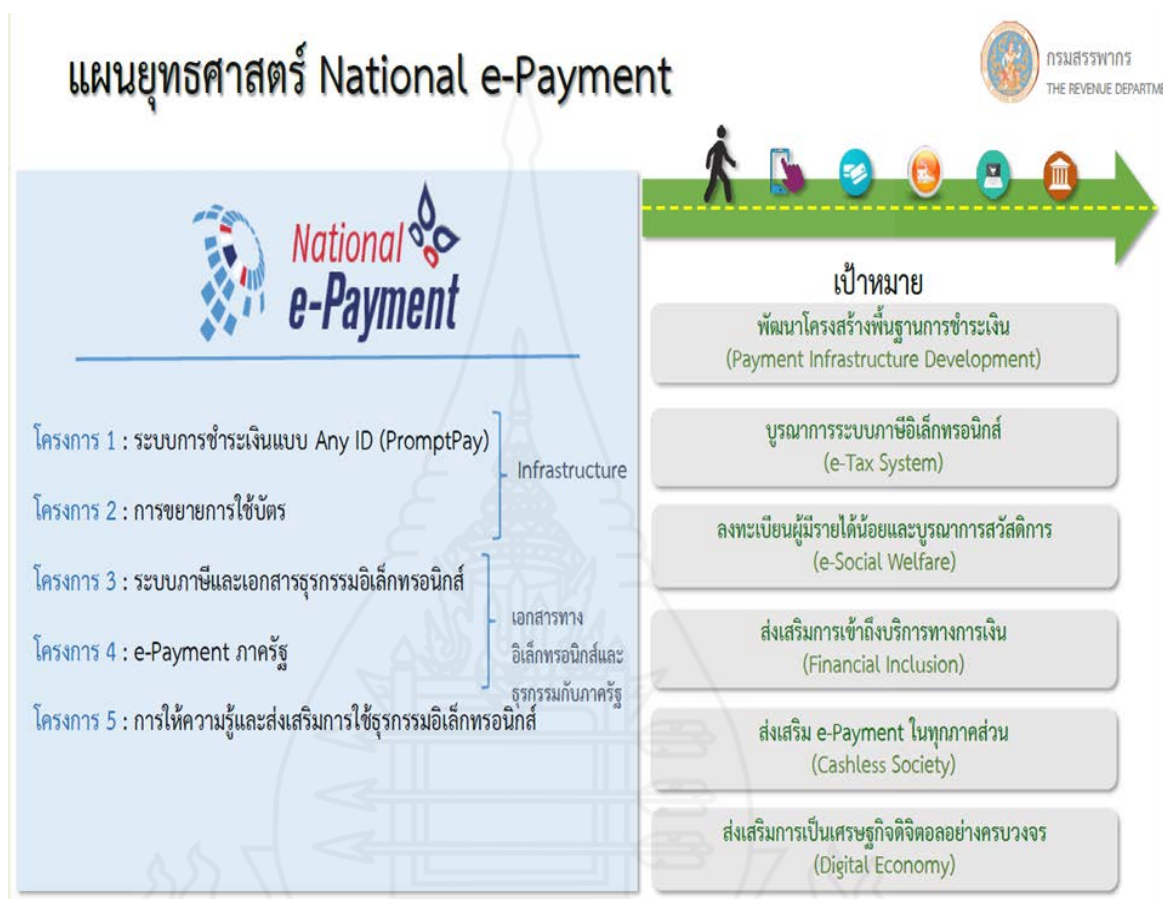 แผนยุทธศาสตร์ National e-Payment
กรมสรรพากร
THE REVENUE DEPARTME
National
e-Payment
โครงการ 1 : ระบบการชำระเงินแบบ Any ID (PromptPay)
โครงการ 2 : การขยายการใช้บัตร
Infrastructure
โครงการ 3 : ระบบภาษีและเอกสารธุรกรรมอิเล็กทรอนิกส์
โครงการ 4 : e-Payment ภาครัฐ
เอกสารทาง
อิเล็กทรอนิกส์และ
ธุรกรรมกับภาครัฐ
โครงการ 5 : การให้ความรู้และส่งเสริมการใช้ธุรกรรมอิเล็กทรอนิกส์
เป้าหมาย
พัฒนาโครงสร้างพื้นฐานการชำระเงิน
(Payment Infrastructure Development)
บูรณาการระบบภาษีอิเล็กทรอนิกส์
(e-Tax System)
ลงทะเบียนผู้มีรายได้น้อยและบูรณาการสวัสดิการ
(e-Social Welfare)
ส่งเสริมการเข้าถึงบริการทางการเงิน
(Financial Inclusion)
ส่งเสริม e-Payment ในทุกภาคส่วน
(Cashless Society)
ส่งเสริมการเป็นเศรษฐกิจดิจิตอลอย่างครบวงจร
(Digital Economy)